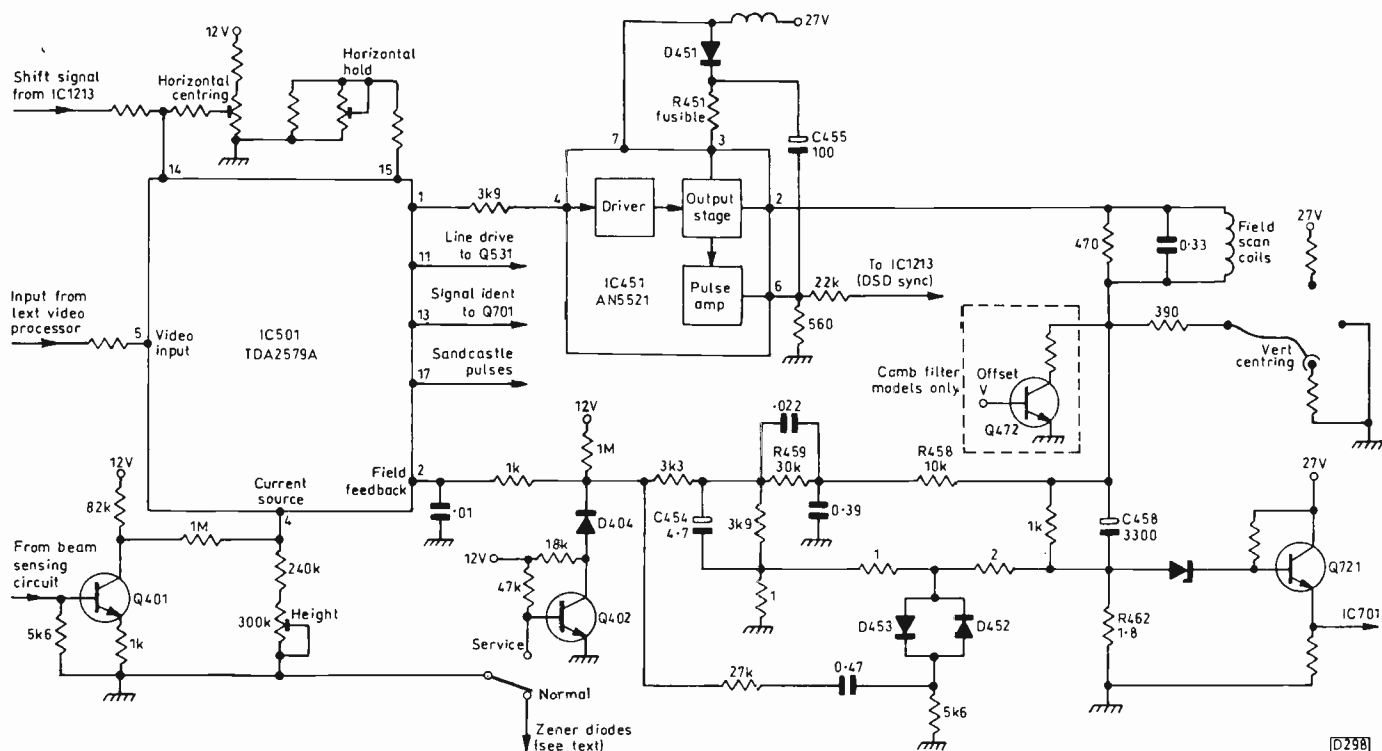 12V
Shift signal
from IC1213
Horizontal
centring
Horizontal
hold
14
15
27V
D451
R451
fusible
C455
100
7
3
1
3k9
4
Driver
Output
stage
2
IC451
AN5521
Pulse
amp
6
22k
To IC1213
(DSD sync)
560
470
0·33
Field
scan
coils
27V
11
Line drive
to Q531
13
Signal ident
to Q701
17
Sandcastle
pulses
Input from
text video
processor
5
Video
input
IC501
TDA2579A
Comb filter
models only
Offset
V
Q472
390
Vert
centring
12V
1M
·022
R459
30k
R458
10k
3k3
2
Field
feedback
1k
·01
D404
C454
4·7
3k9
0·39
1k
C458
3300
27V
12V
82k
1M
Current
source
4
From beam
sensing
circuit
Q401
5k6
1k
240k
300k
Height
12V
18k
47k
Q402
Service
Normal
Zener diodes
(see text)
1
1
2
D453
D452
27k
0·47
5k6
R462
1·8
Q721
IC701
D298